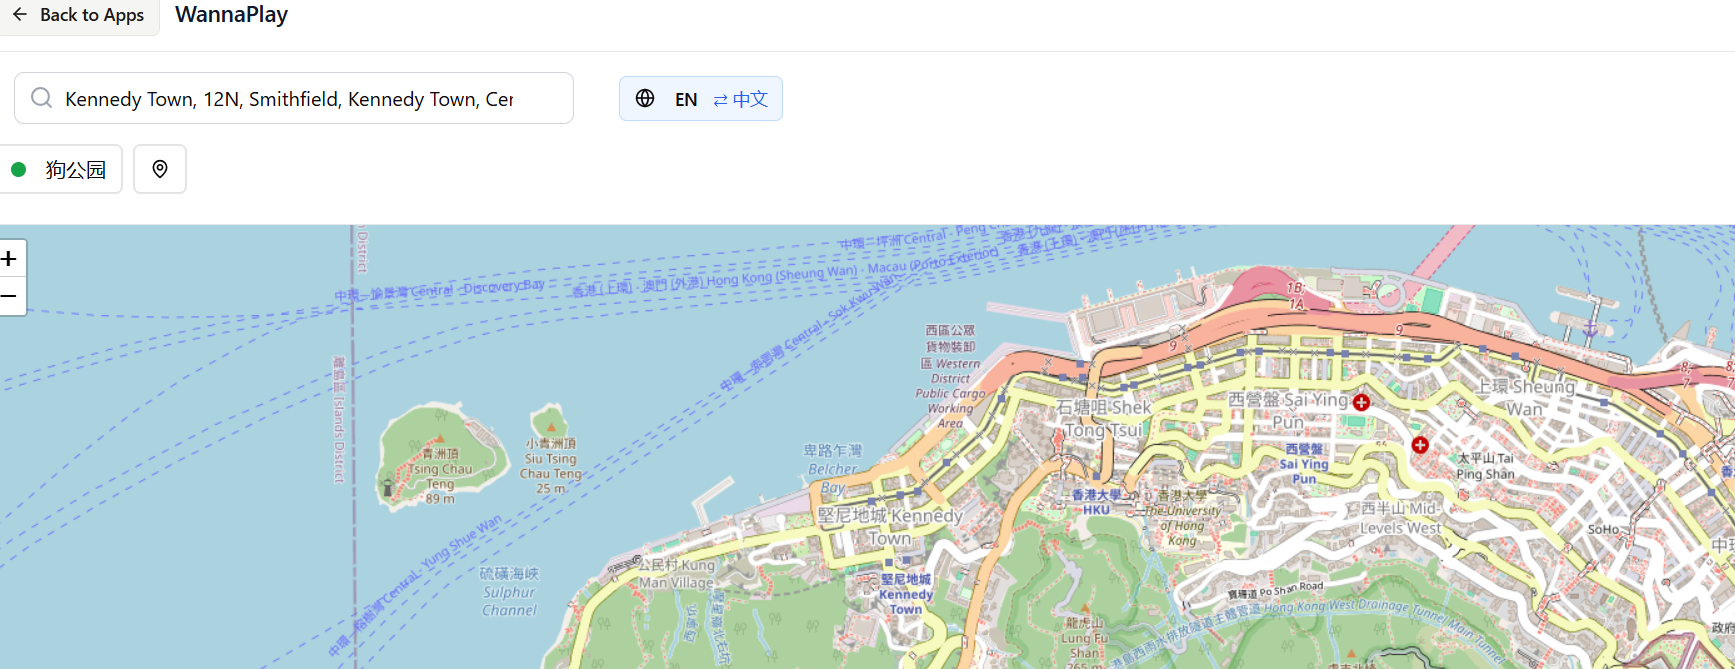 Back to Apps
WannaPlay
Kennedy Town, 12N, Smithfield, Kennedy Town, Cer
EN ⇄ 中文
狗公园
+
−
District
中環—坪洲 Central - Peng
中環—愉景灣 Central - Discovery Bay
香港 (上環) - 澳門 (外港) Hong Kong (Sheung Wan) - Macau (Porto Exterior)
中環—索罟灣 Central - Sok Kwu Wan
離島區 Islands District
青洲頂
Tsing Chau
Teng
89 m
小青洲頂
Siu Tsing
Chau Teng
25 m
西區公眾
貨物裝卸
區 Western
District
Public Cargo
Working
Area
1B;
1A
9
9
8;
7
石塘咀 Shek
Tong Tsui
西營盤 Sai Ying
Pun
上環 Sheung
Wan
西營盤
Sai Ying
Pun
太平山 Tai
Ping Shan
卑路乍灣
Belcher
Bay
香港大學
HKU
香港大學
The University
of Hong
Kong
西半山 Mid-
Levels West
SoHo
中環
堅尼地城 Kennedy
Town
堅尼地城
Kennedy
Town
公民村 Kung
Man Village
硫磺海峽
Sulphur
Channel
中環—榕樹灣 Central - Yung Shue Wan
寶珊道 Po Shan Road
港島西雨水排放隧道主體管道 Hong Kong West Drainage Tunnel Main Tunnel
龍虎山
Lung Fu
Shan
265 m
政府